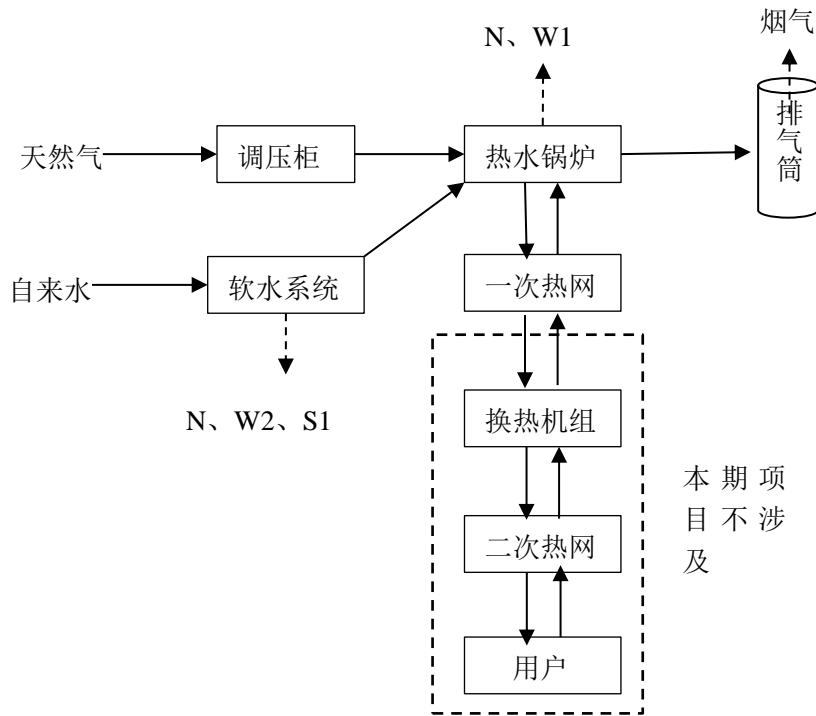 烟气
N、W1
排气筒
天然气
调压柜
热水锅炉
自来水
软水系统
一次热网
N、W2、S1
换热机组
本期项
目不涉
及
二次热网
用户